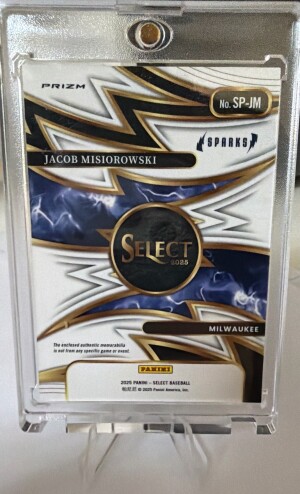 PRIZM
No. SP-JM
SPARKS
JACOB MISIOROWSKI
SELECT
2025
MILWAUKEE
The enclosed authentic memorabilia
is not from any specific game or event.
PANINI
2025 PANINI – SELECT BASEBALL
© 2025 Panini America, Inc.